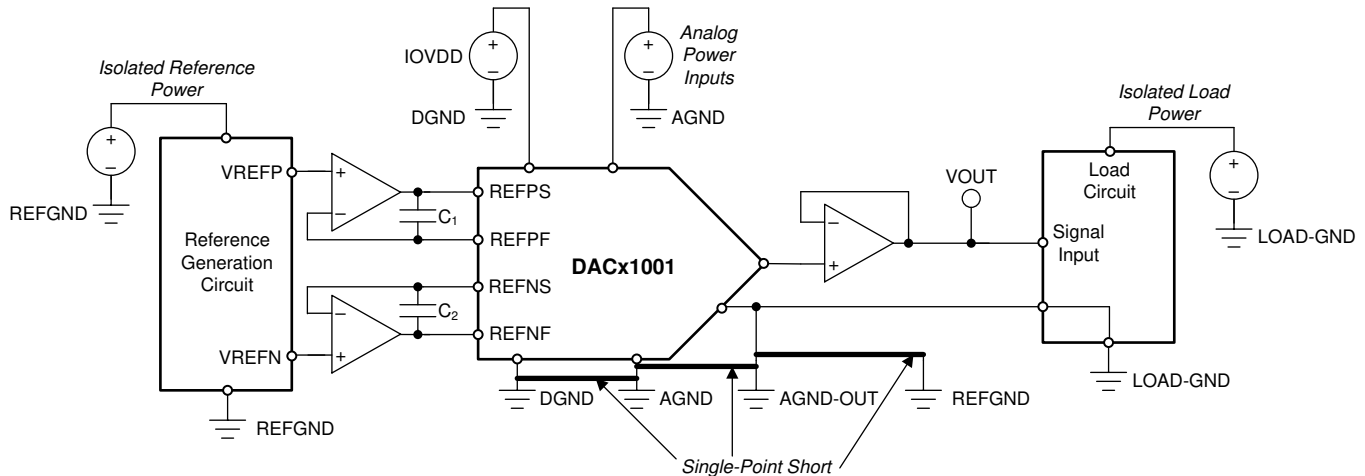 Isolated Reference
Power
+
−
REFGND
VREFP
Reference
Generation
Circuit
VREFN
REFGND
+
−
C1
−
+
C2
IOVDD
+
−
DGND
+
−
Analog
Power
Inputs
AGND
REFPS
REFPF
REFNS
REFNF
DACx1001
DGND
AGND
AGND-OUT
REFGND
Single-Point Short
−
+
VOUT
Isolated Load
Power
Load
Circuit
Signal
Input
+
−
LOAD-GND
LOAD-GND